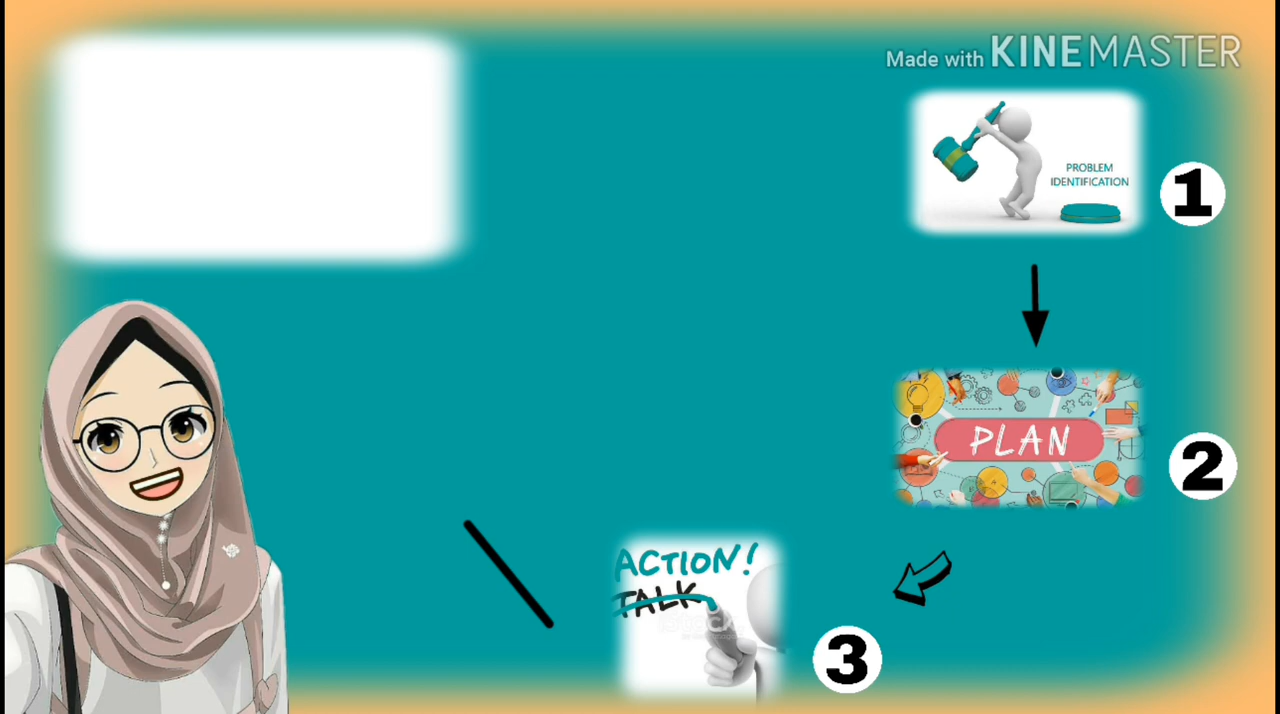 Made with KINEMASTER
PROBLEM
IDENTIFICATION
1
PLAN
2
ACTION!
TALK
3